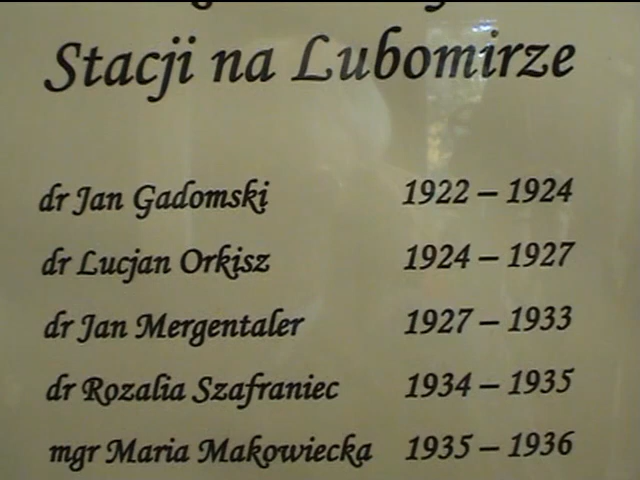 Stacji na Lubomirze
dr Jan Gadomski 1922 – 1924
dr Lucjan Orkisz 1924 – 1927
dr Jan Mergentaler 1927 – 1933
dr Rozalia Szafraniec 1934 – 1935
mgr Maria Makowiecka 1935 – 1936